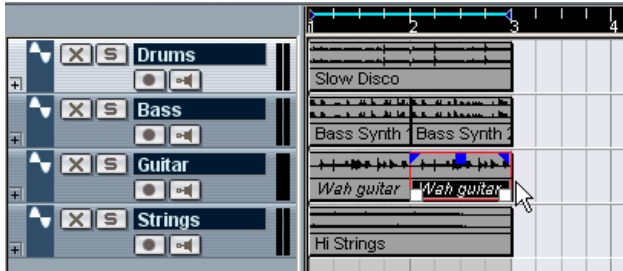 1 2 3 4
X S Drums
Slow Disco
X S Bass
Bass Synth 1 Bass Synth 2
X S Guitar
Wah guitar Wah guitar
X S Strings
Hi Strings